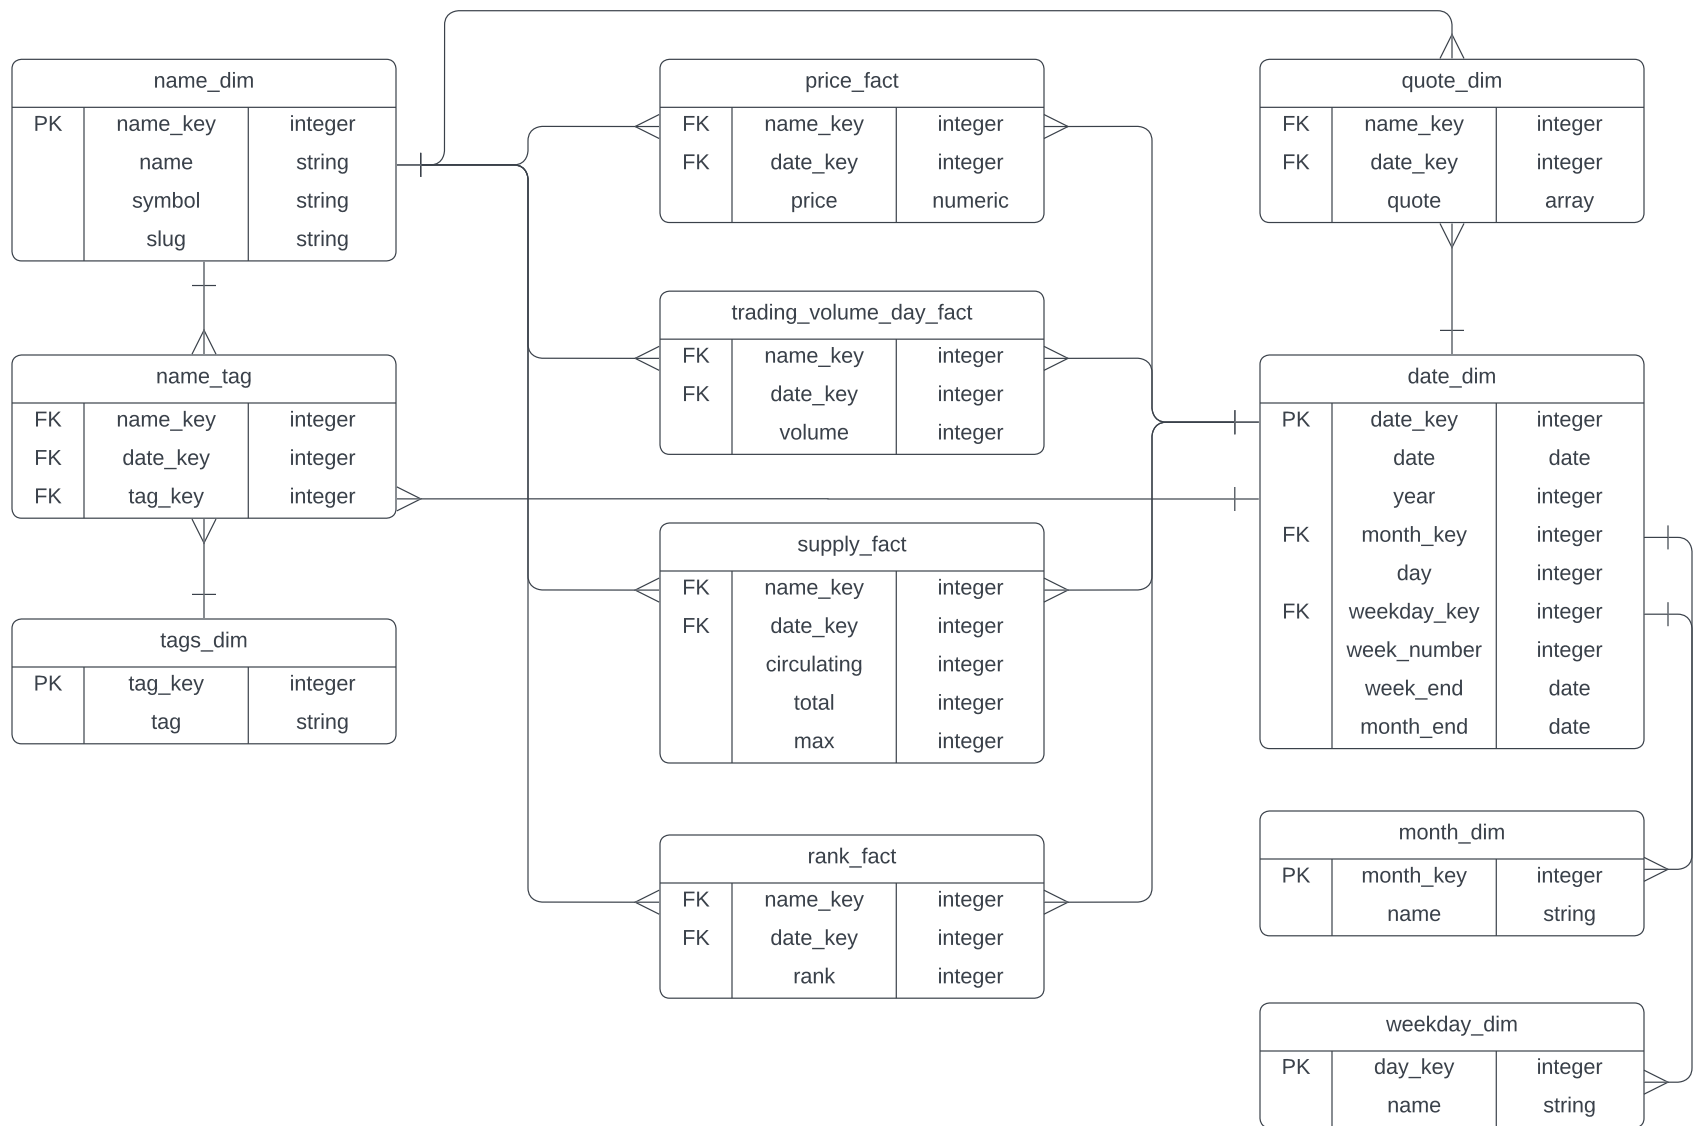 name_dim
PK name_key integer
name string
symbol string
slug string
name_tag
FK name_key integer
FK date_key integer
FK tag_key integer
tags_dim
PK tag_key integer
tag string
price_fact
FK name_key integer
FK date_key integer
price numeric
trading_volume_day_fact
FK name_key integer
FK date_key integer
volume integer
supply_fact
FK name_key integer
FK date_key integer
circulating integer
total integer
max integer
rank_fact
FK name_key integer
FK date_key integer
rank integer
quote_dim
FK name_key integer
FK date_key integer
quote array
date_dim
PK date_key integer
date date
year integer
FK month_key integer
day integer
FK weekday_key integer
week_number integer
week_end date
month_end date
month_dim
PK month_key integer
name string
weekday_dim
PK day_key integer
name string